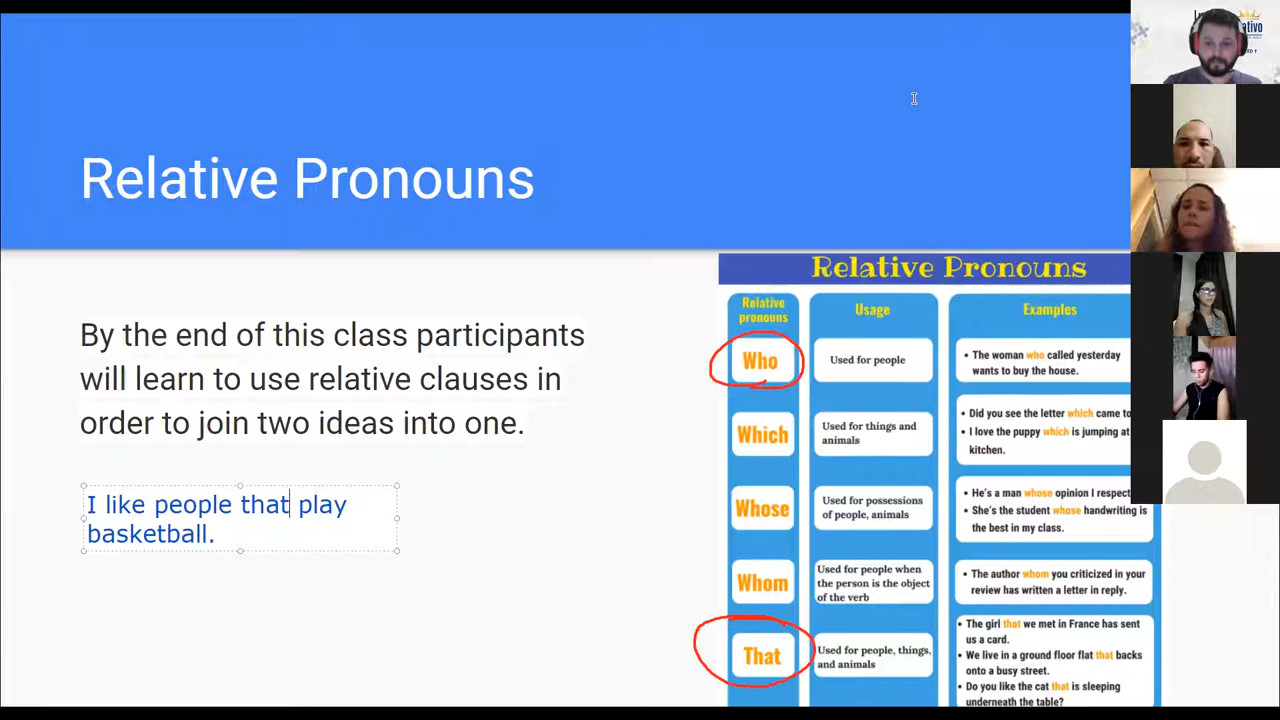 Relative Pronouns
By the end of this class participants
will learn to use relative clauses in
order to join two ideas into one.
I like people that play
basketball.
Relative Pronouns
Relative
pronouns
Usage
Examples
Who
Used for people
• The woman who called yesterday
wants to buy the house.
Which
Used for things and
animals
• Did you see the letter which came to
• I love the puppy which is jumping at
kitchen.
Whose
Used for possessions
of people, animals
• He's a man whose opinion I respect
• She's the student whose handwriting is
the best in my class.
Whom
Used for people when
the person is the object
of the verb
• The author whom you criticized in your
review has written a letter in reply.
That
Used for people, things,
and animals
• The girl that we met in France has sent
us a card.
• We live in a ground floor flat that backs
onto a busy street.
• Do you like the cat that is sleeping
underneath the table?